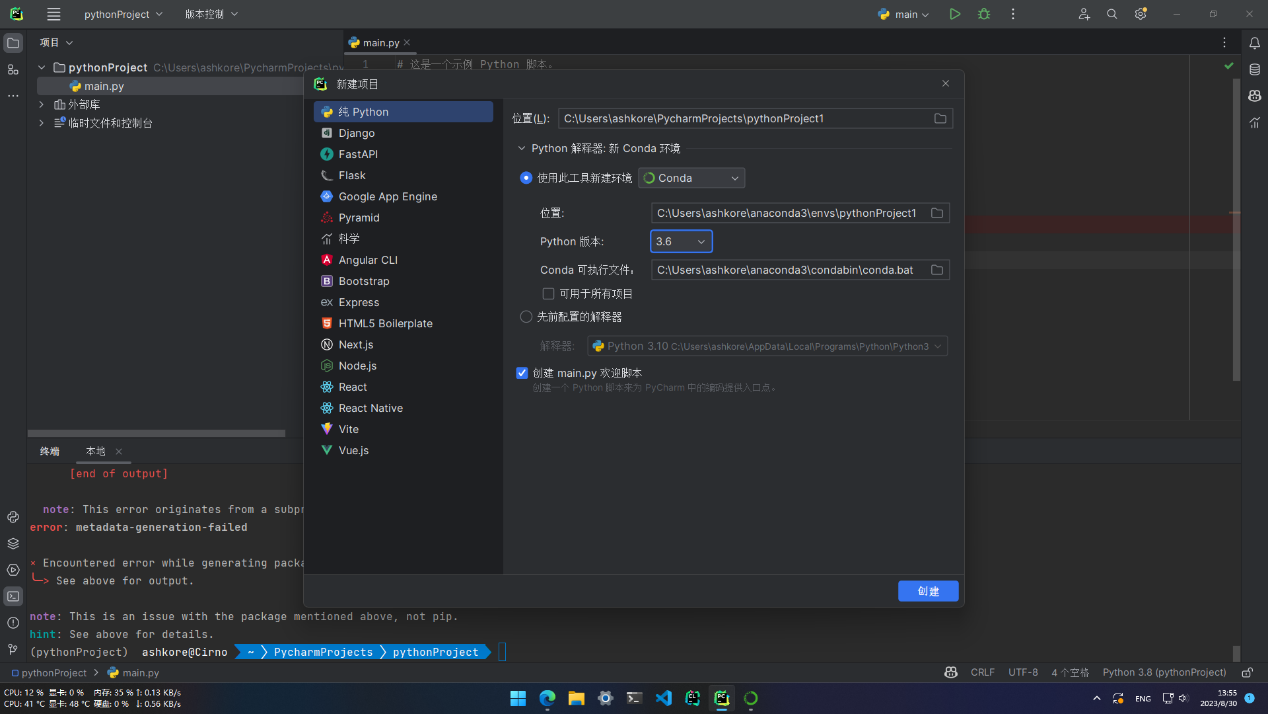 pythonProject
版本控制
main
项目
main.py
pythonProject C:\Users\ashkore\PycharmProjects\py
1 # 这是一个示例 Python 脚本。
main.py
外部库
临时文件和控制台
新建项目
纯 Python
Django
FastAPI
Flask
Google App Engine
Pyramid
科学
Angular CLI
Bootstrap
Express
HTML5 Boilerplate
Next.js
Node.js
React
React Native
Vite
Vue.js
位置(L): C:\Users\ashkore\PycharmProjects\pythonProject1
Python 解释器: 新 Conda 环境
使用此工具新建环境 Conda
位置: C:\Users\ashkore\anaconda3\envs\pythonProject1
Python 版本: 3.6
Conda 可执行文件: C:\Users\ashkore\anaconda3\condabin\conda.bat
可用于所有项目
先前配置的解释器
解释器: Python 3.10 C:\Users\ashkore\AppData\Local\Programs\Python\Python3
创建 main.py 欢迎脚本
创建一个 Python 脚本来为 PyCharm 中的编码提供入口点。
创建
终端 本地
[end of output]
note: This error originates from a subpr
error: metadata-generation-failed
× Encountered error while generating packa
╰─> See above for output.
note: This is an issue with the package mentioned above, not pip.
hint: See above for details.
(pythonProject) ashkore@Cirno ~ PycharmProjects pythonProject
pythonProject main.py
CRLF UTF-8 4 个空格 Python 3.8 (pythonProject)
CPU: 12 % 显卡: 0 % 内存: 35 % ↑: 0.13 KB/s
CPU: 41 °C 显卡: 48 °C 硬盘: 0 % ↓: 0.56 KB/s
ENG
13:55
2023/8/30
1